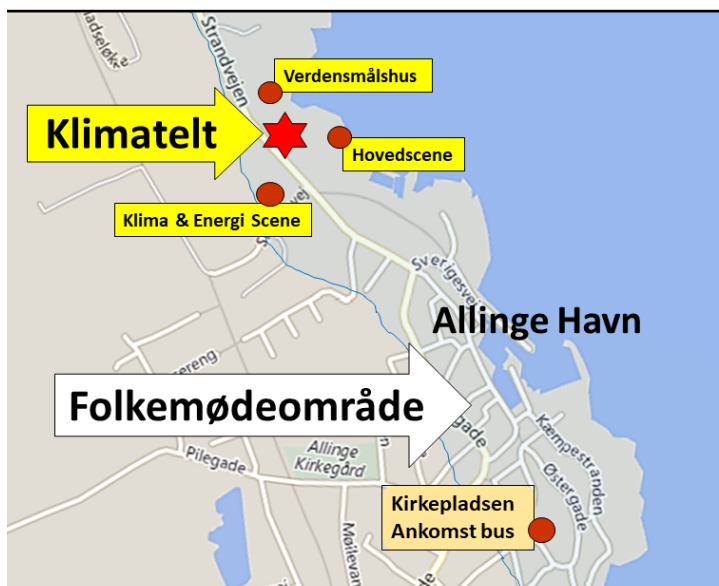 Strandvejen
Verdensmålshus
Klimatelt
Hovedscene
Klima & Energi Scene
Sverigesvej
Allinge Havn
Folkemødeområde
Kæmpestranden
Østergade
Pilegade
Allinge
Kirkegård
Kirkepladsen
Ankomst bus